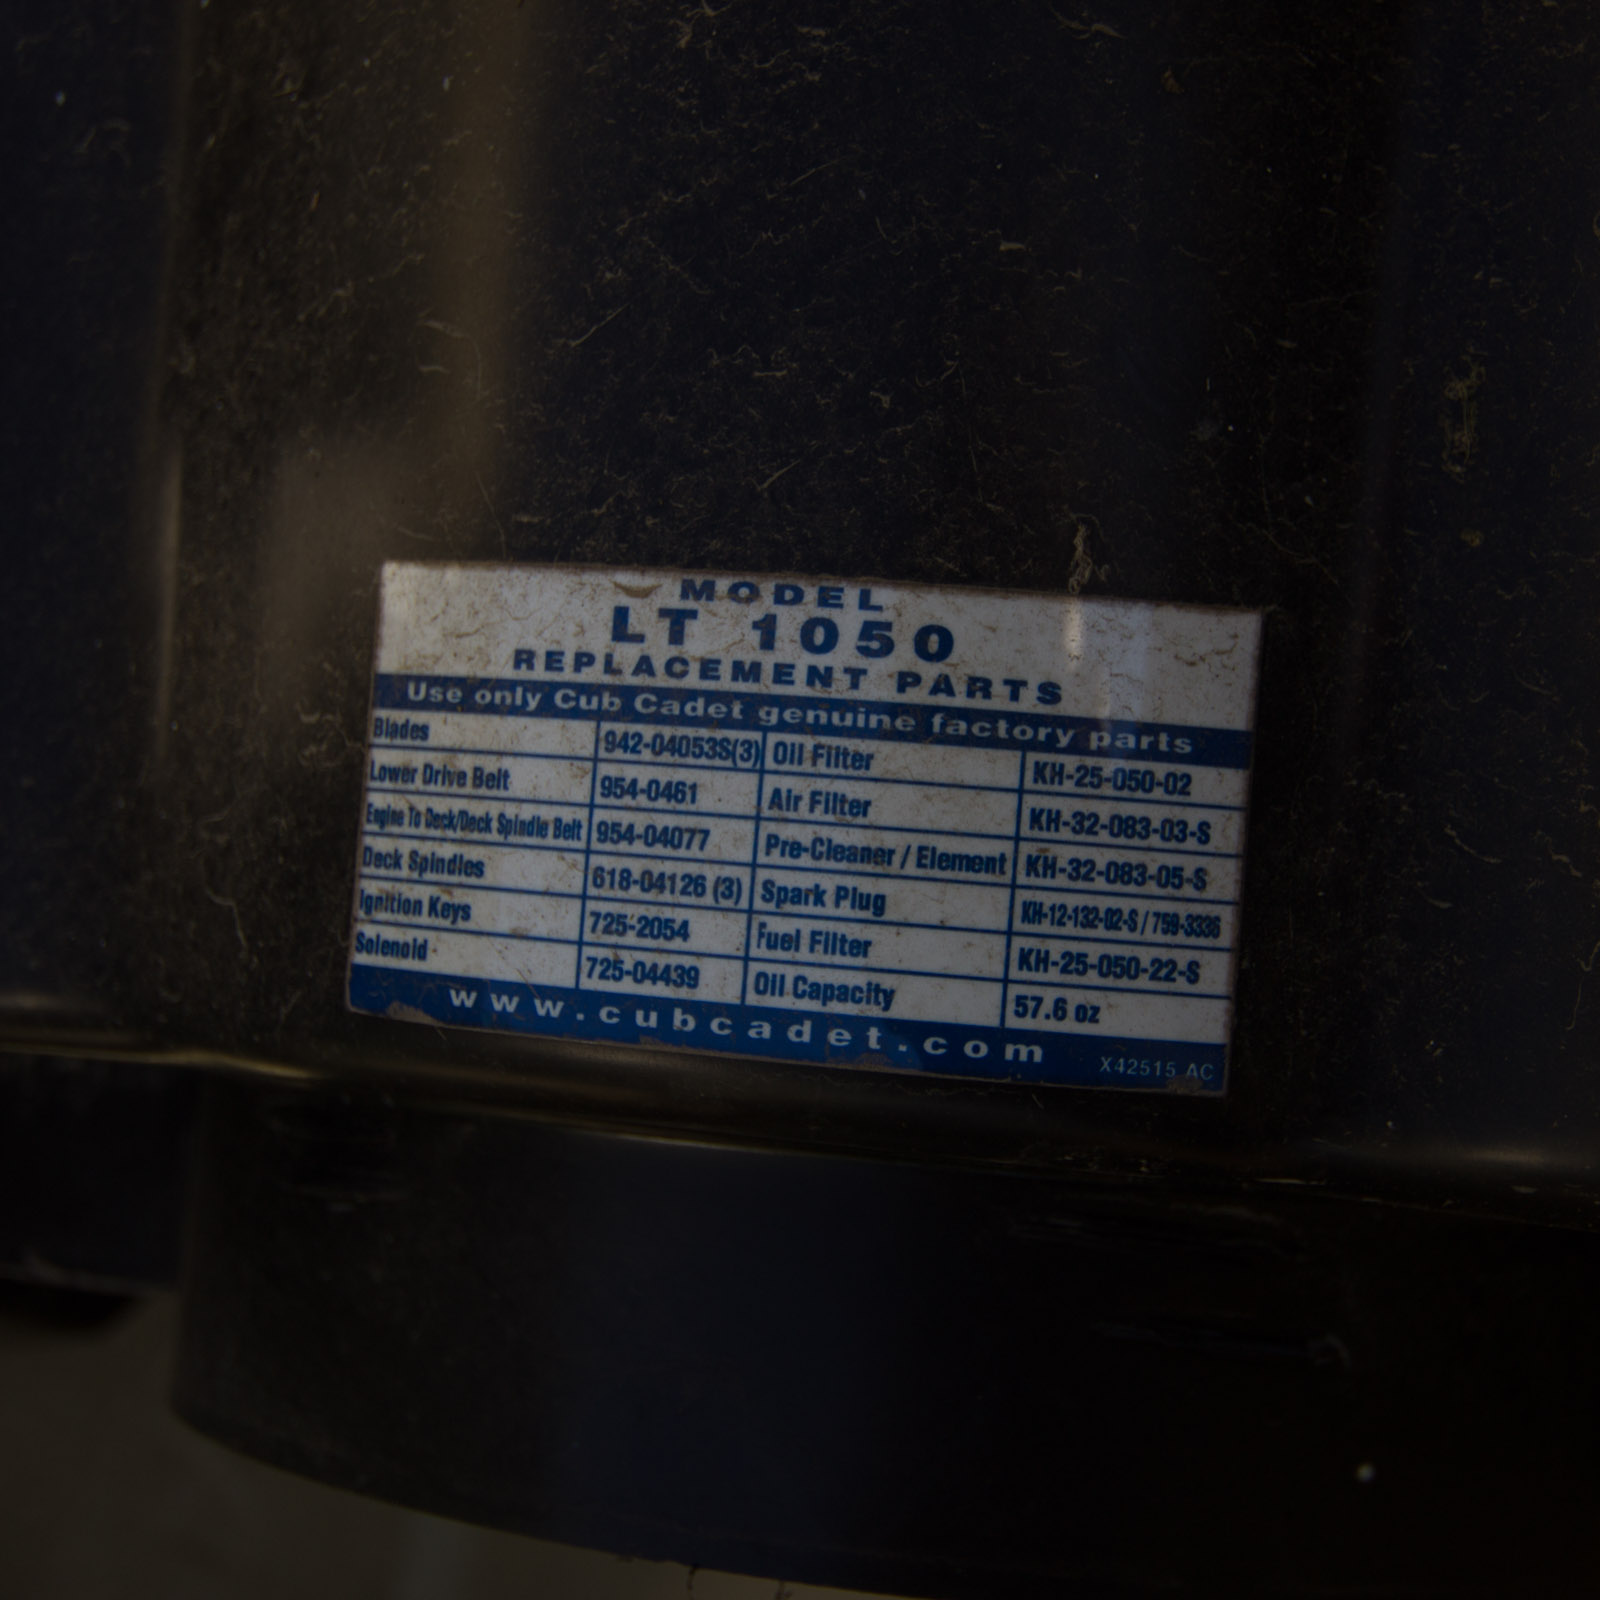 MODEL
LT 1050
REPLACEMENT PARTS
Use only Cub Cadet genuine factory parts
Blades 942-04053S(3) Oil Filter KH-25-050-02
Lower Drive Belt 954-0461 Air Filter KH-32-083-03-S
Engine To Deck/Deck Spindle Belt 954-04077 Pre-Cleaner / Element KH-32-083-05-S
Deck Spindles 618-04126 (3) Spark Plug KH-12-132-02-S / 759-3336
Ignition Keys 725-2054 Fuel Filter KH-25-050-22-S
Solenoid 725-04439 Oil Capacity 57.6 oz
www.cubcadet.com
X42515 AC